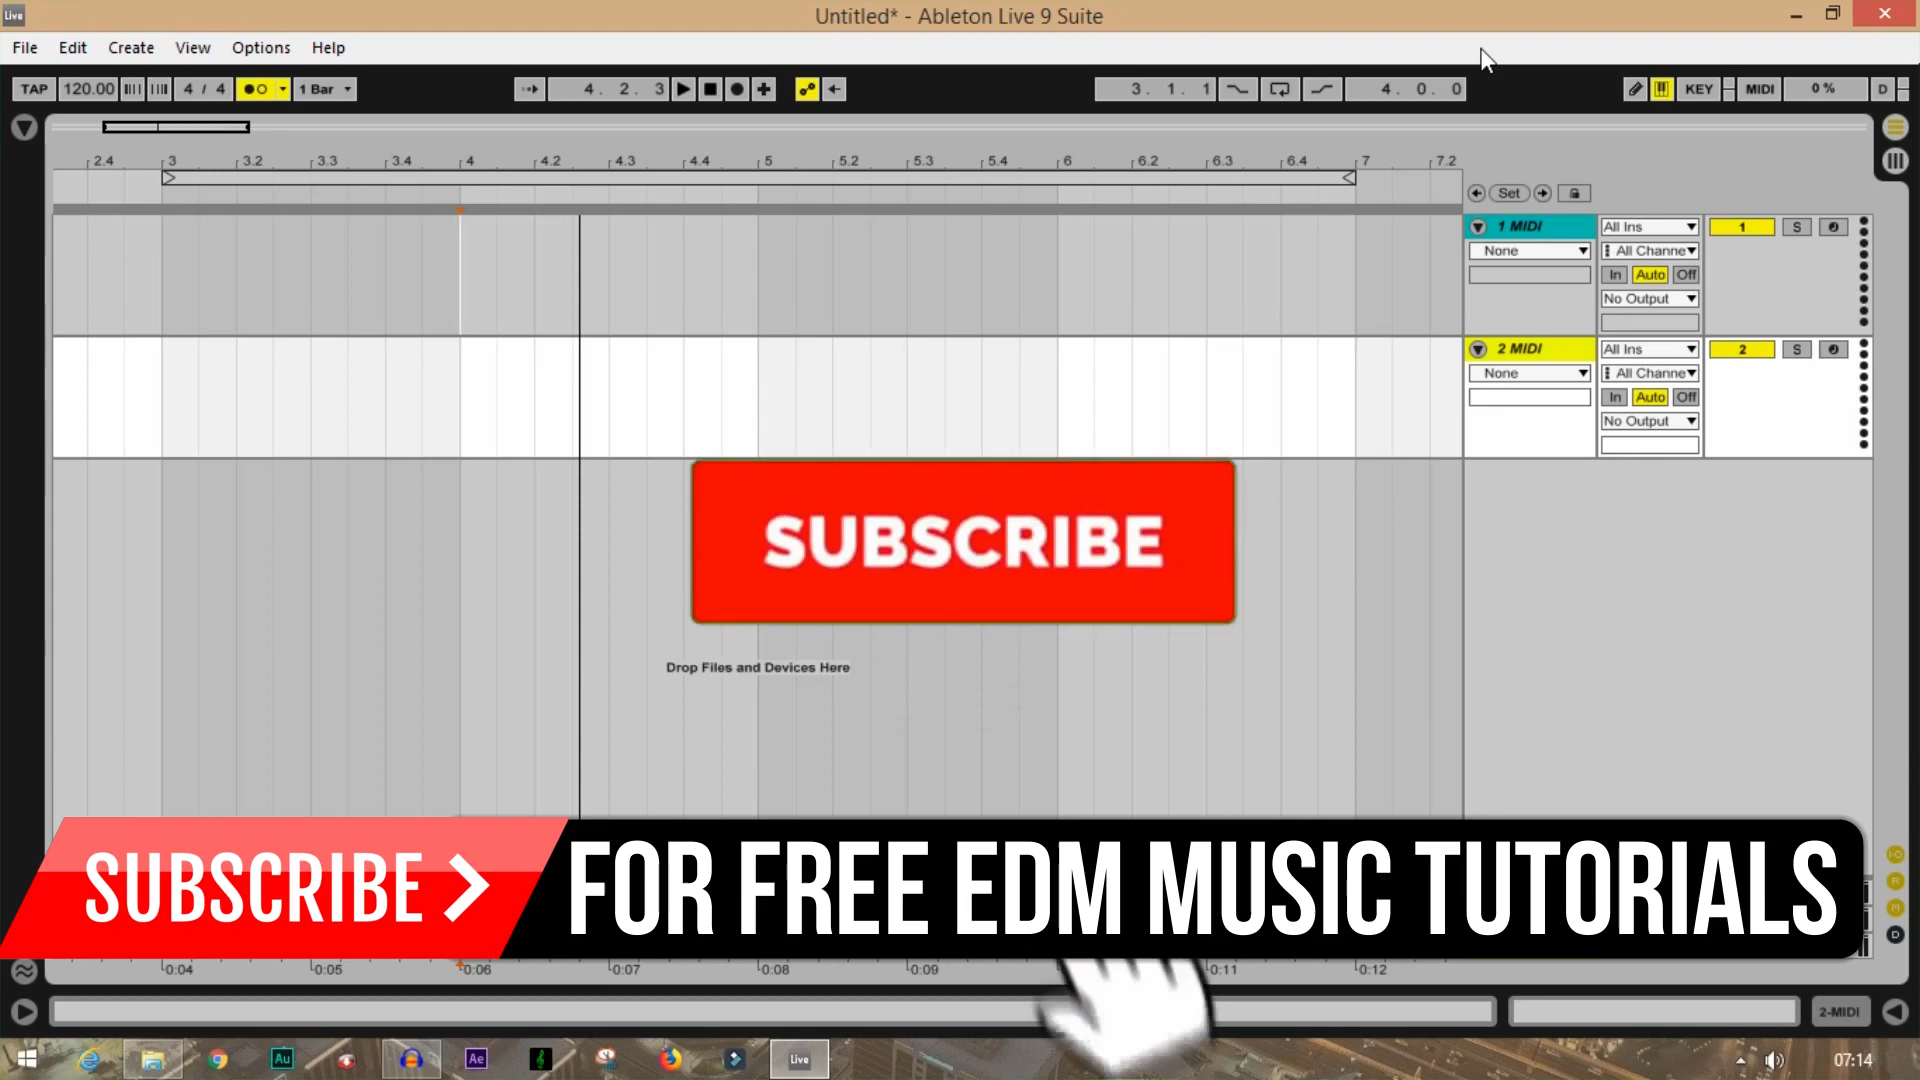 Live
Untitled* - Ableton Live 9 Suite
File Edit Create View Options Help
TAP 120.00 4 / 4 1 Bar 4. 2. 3 3. 1. 1 4. 0. 0 KEY MIDI 0 % D
2.4 3 3.2 3.3 3.4 4 4.2 4.3 4.4 5 5.2 5.3 5.4 6 6.2 6.3 6.4 7 7.2
Set
1 MIDI All Ins 1 S
None All Channe
In Auto Off
No Output
2 MIDI All Ins 2 S
None All Channe
In Auto Off
No Output
SUBSCRIBE
Drop Files and Devices Here
SUBSCRIBE FOR FREE EDM MUSIC TUTORIALS
R
M
D
0:04 0:05 0:06 0:07 0:08 0:09 0:11 0:12
2-MIDI
Au Ae Live 07:14